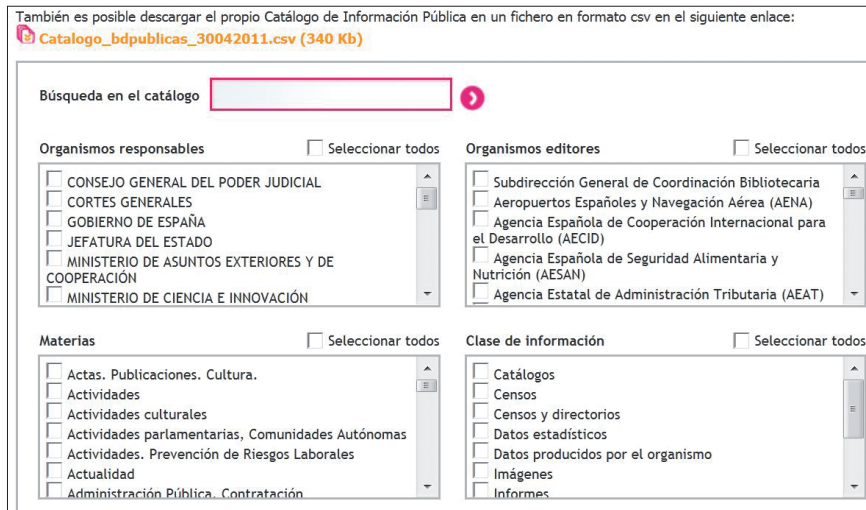 También es posible descargar el propio Catálogo de Información Pública en un fichero en formato csv en el siguiente enlace:
Catalogo_bdpublicas_30042011.csv (340 Kb)
Búsqueda en el catálogo
Organismos responsables
Seleccionar todos
CONSEJO GENERAL DEL PODER JUDICIAL
CORTES GENERALES
GOBIERNO DE ESPAÑA
JEFATURA DEL ESTADO
MINISTERIO DE ASUNTOS EXTERIORES Y DE
COOPERACIÓN
MINISTERIO DE CIENCIA E INNOVACIÓN
Organismos editores
Seleccionar todos
Subdirección General de Coordinación Bibliotecaria
Aeropuertos Españoles y Navegación Aérea (AENA)
Agencia Española de Cooperación Internacional para
el Desarrollo (AECID)
Agencia Española de Seguridad Alimentaria y
Nutrición (AESAN)
Agencia Estatal de Administración Tributaria (AEAT)
Materias
Seleccionar todos
Actas. Publicaciones. Cultura.
Actividades
Actividades culturales
Actividades parlamentarias, Comunidades Autónomas
Actividades. Prevención de Riesgos Laborales
Actualidad
Administración Pública. Contratación
Clase de información
Seleccionar todos
Catálogos
Censos
Censos y directorios
Datos estadísticos
Datos producidos por el organismo
Imágenes
Informes